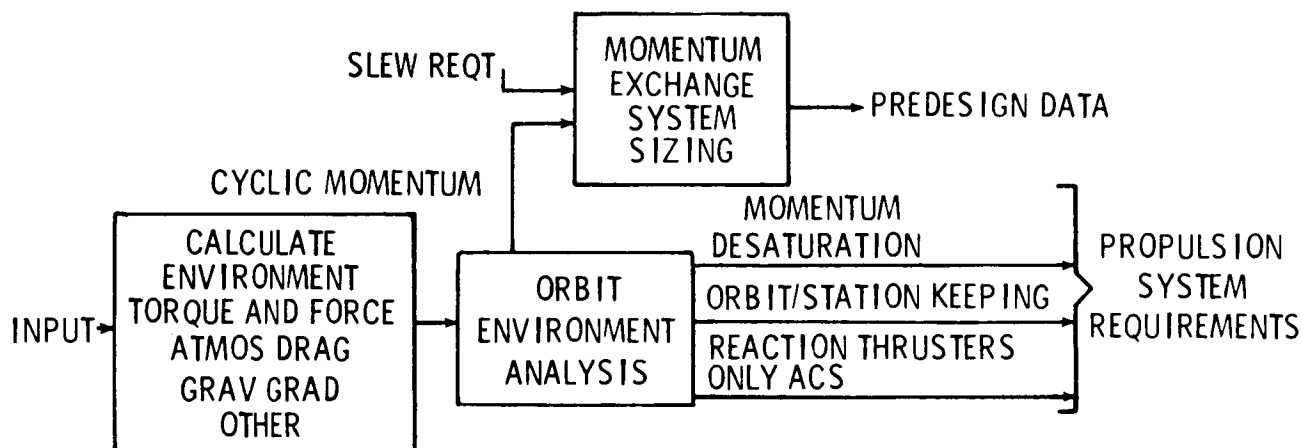 SLEW REQT
MOMENTUM
EXCHANGE
SYSTEM
SIZING
PREDESIGN DATA
CYCLIC MOMENTUM
INPUT
CALCULATE
ENVIRONMENT
TORQUE AND FORCE
ATMOS DRAG
GRAV GRAD
OTHER
ORBIT
ENVIRONMENT
ANALYSIS
MOMENTUM
DESATURATION
ORBIT/STATION KEEPING
REACTION THRUSTERS
ONLY ACS
PROPULSION
SYSTEM
REQUIREMENTS